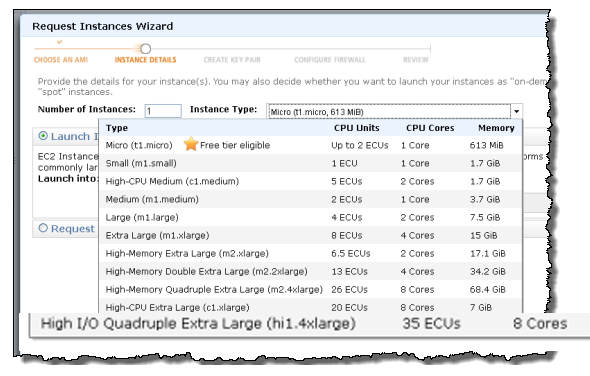 Request Instances Wizard
CHOOSE AN AMI INSTANCE DETAILS CREATE KEY PAIR CONFIGURE FIREWALL REVIEW
Provide the details for your instance(s). You may also decide whether you want to launch your instances as "on-dem
"spot" instances.
Number of Instances: 1 Instance Type: Micro (t1.micro, 613 MiB)
Type CPU Units CPU Cores Memory
Launch I
Micro (t1.micro) Free tier eligible Up to 2 ECUs 1 Core 613 MiB
EC2 Instance orms
Small (m1.small) 1 ECU 1 Core 1.7 GiB
commonly lar
Launch into:
High-CPU Medium (c1.medium) 5 ECUs 2 Cores 1.7 GiB
Medium (m1.medium) 2 ECUs 1 Core 3.7 GiB
Large (m1.large) 4 ECUs 2 Cores 7.5 GiB
Request
Extra Large (m1.xlarge) 8 ECUs 4 Cores 15 GiB
High-Memory Extra Large (m2.xlarge) 6.5 ECUs 2 Cores 17.1 GiB
High-Memory Double Extra Large (m2.2xlarge) 13 ECUs 4 Cores 34.2 GiB
High-Memory Quadruple Extra Large (m2.4xlarge) 26 ECUs 8 Cores 68.4 GiB
High-CPU Extra Large (c1.xlarge) 20 ECUs 8 Cores 7 GiB
High I/O Quadruple Extra Large (hi1.4xlarge) 35 ECUs 8 Cores